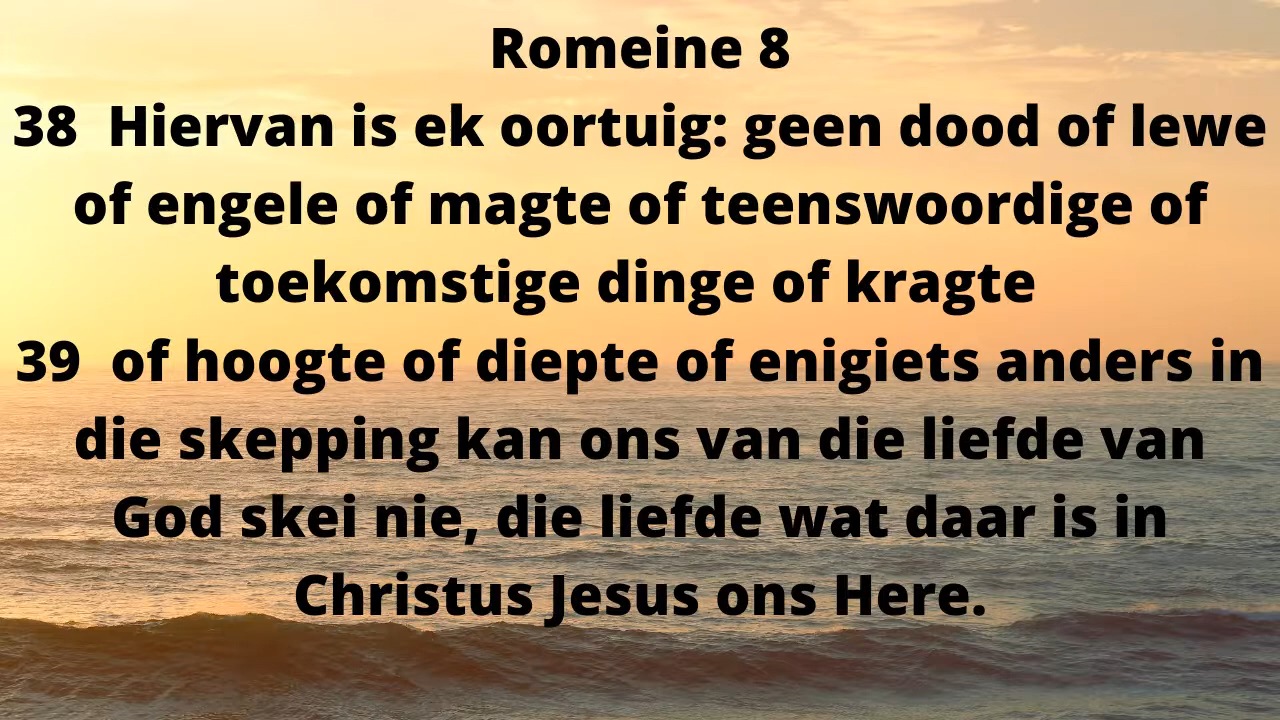 Romeine 8
38  Hiervan is ek oortuig: geen dood of lewe
of engele of magte of teenswoordige of
toekomstige dinge of kragte
39  of hoogte of diepte of enigiets anders in
die skepping kan ons van die liefde van
God skei nie, die liefde wat daar is in
Christus Jesus ons Here.